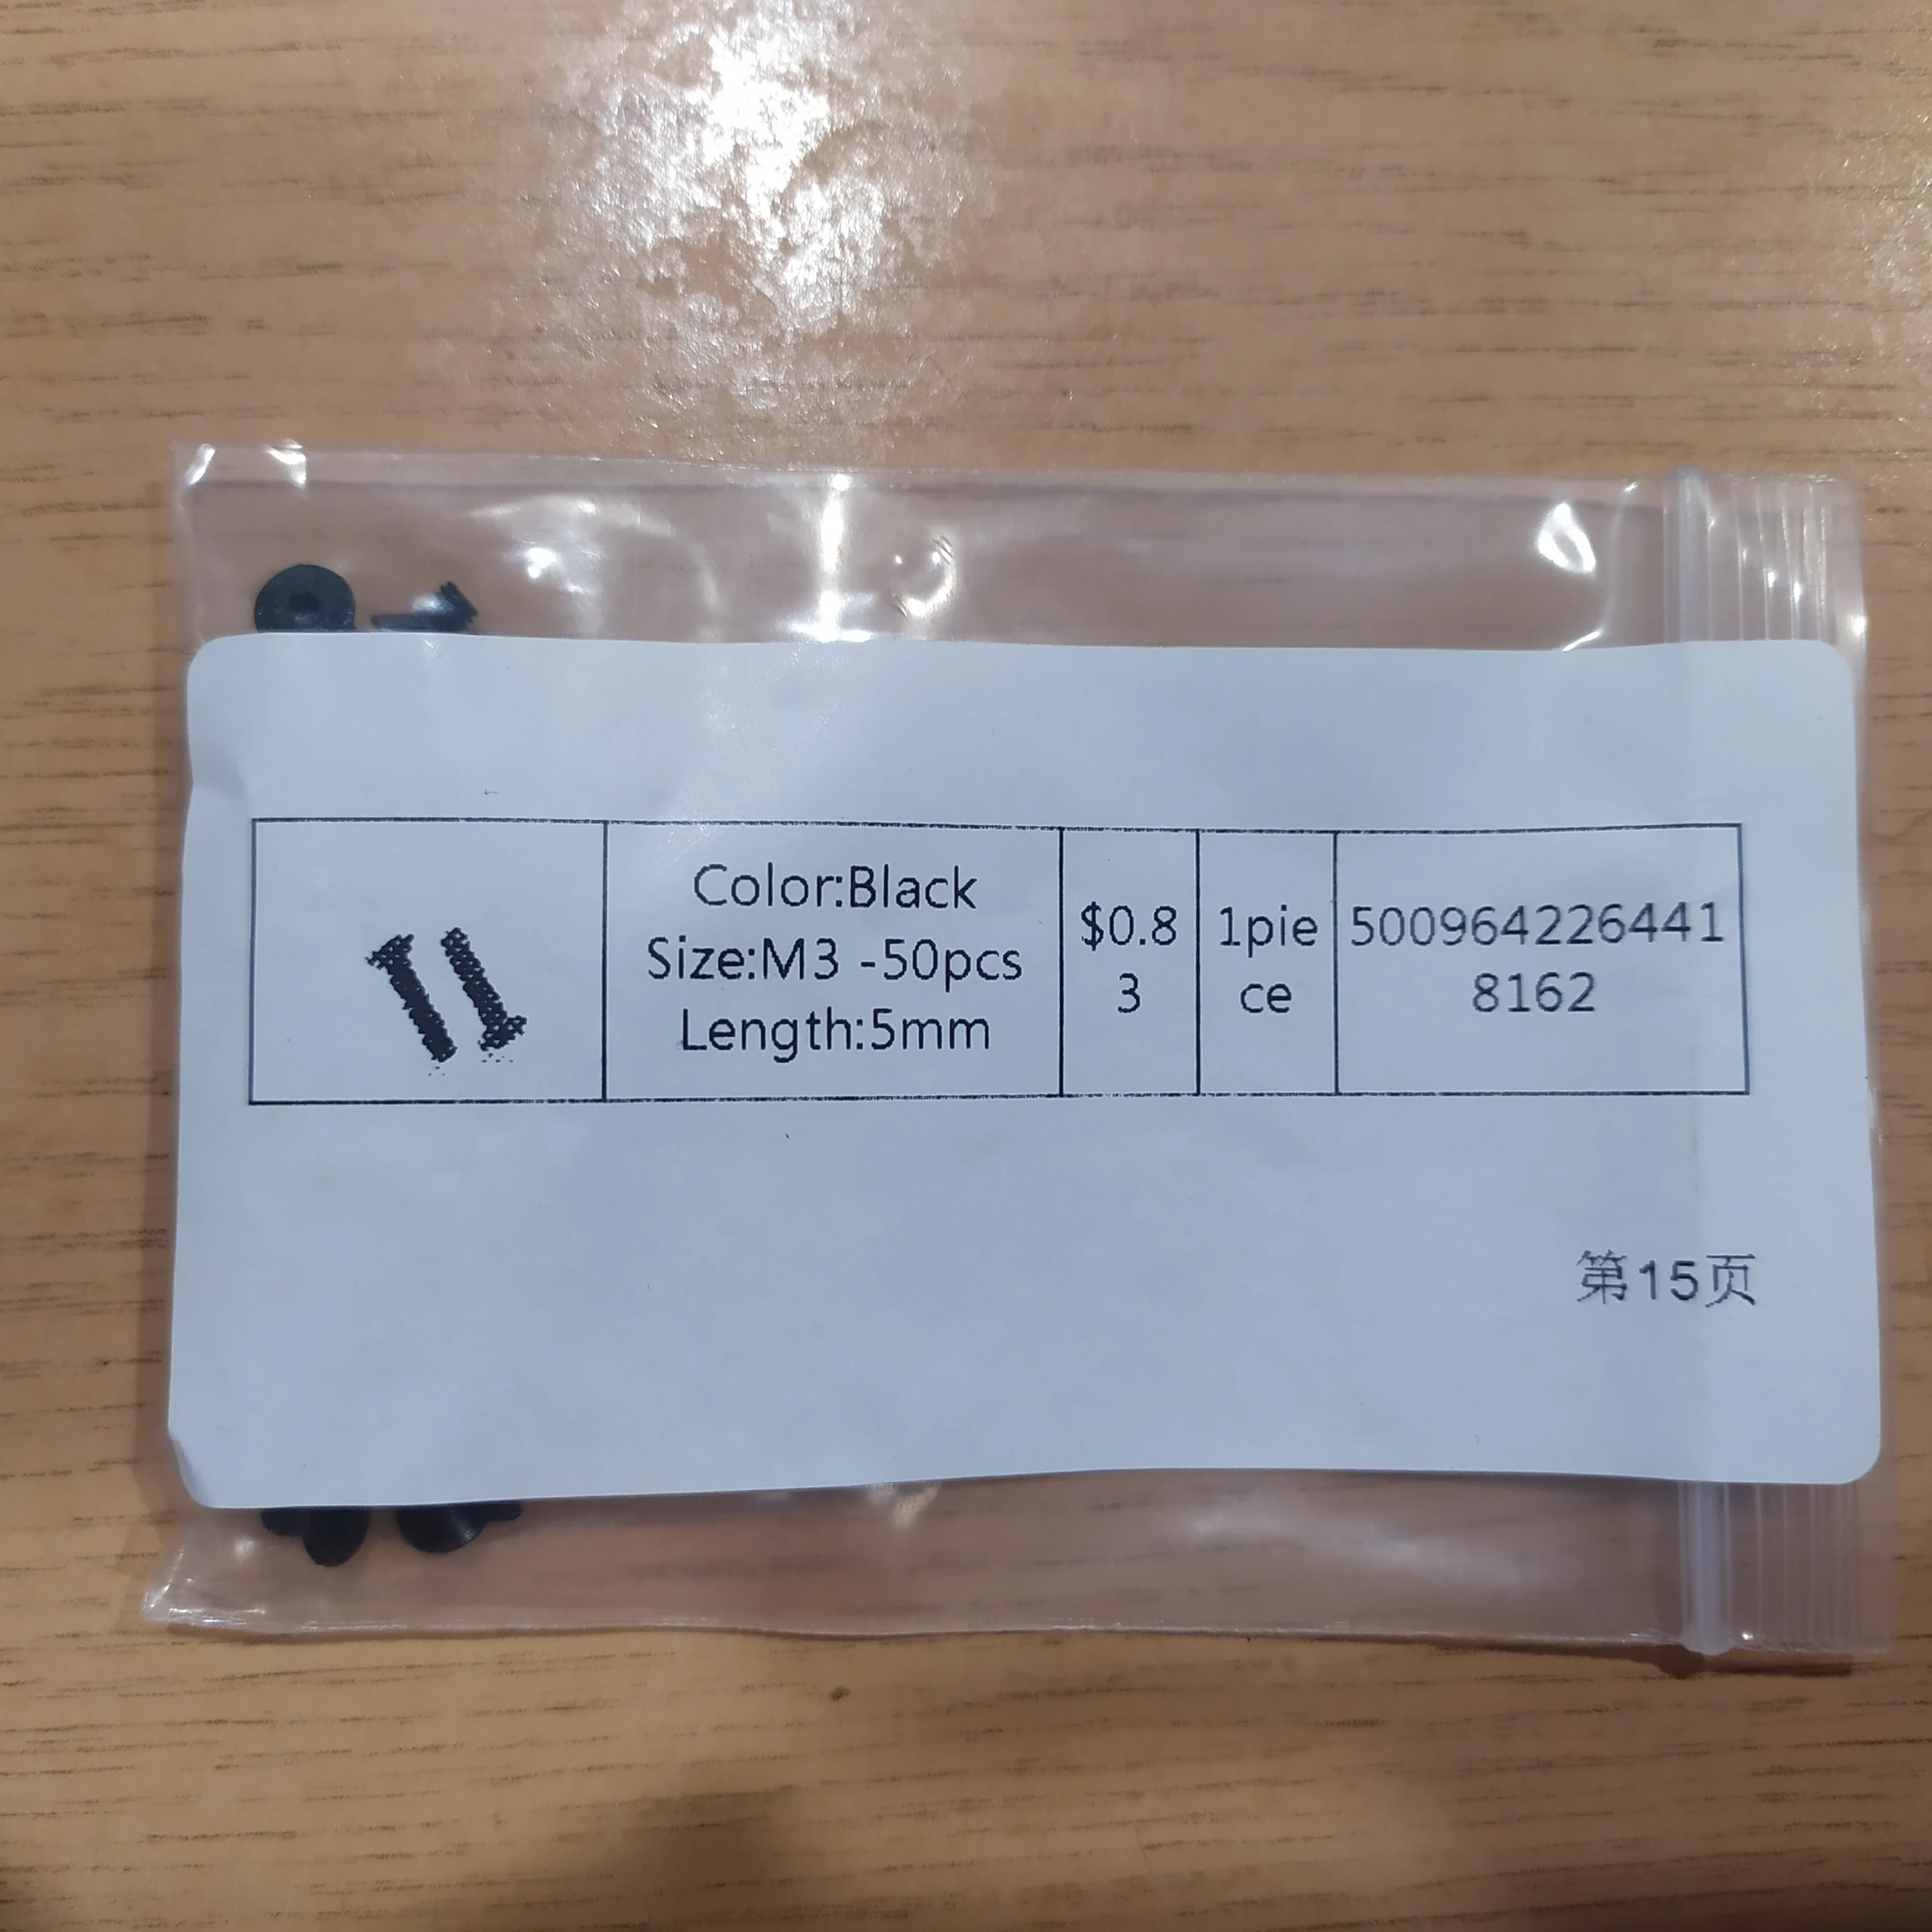 Color:Black
Size:M3 -50pcs
Length:5mm
$0.8
3
1pie
ce
500964226441
8162
第15页